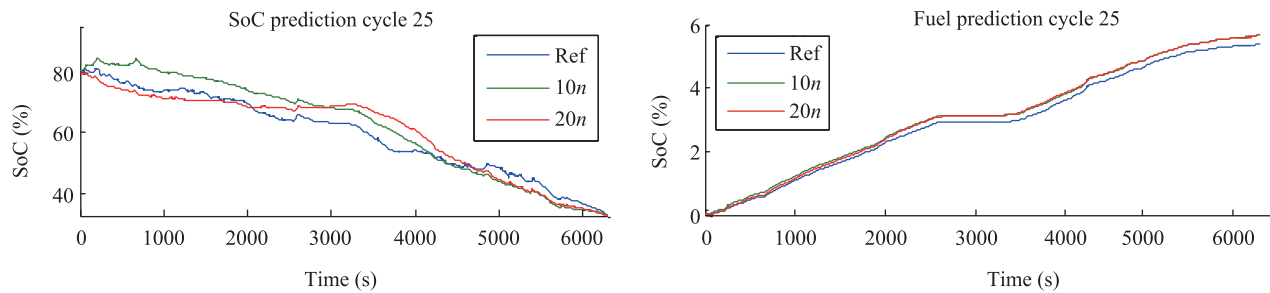 SoC prediction cycle 25
Ref
10n
20n
80
60
40
SoC (%)
0 1000 2000 3000 4000 5000 6000
Time (s)
Fuel prediction cycle 25
Ref
10n
20n
6
4
2
0
SoC (%)
0 1000 2000 3000 4000 5000 6000
Time (s)